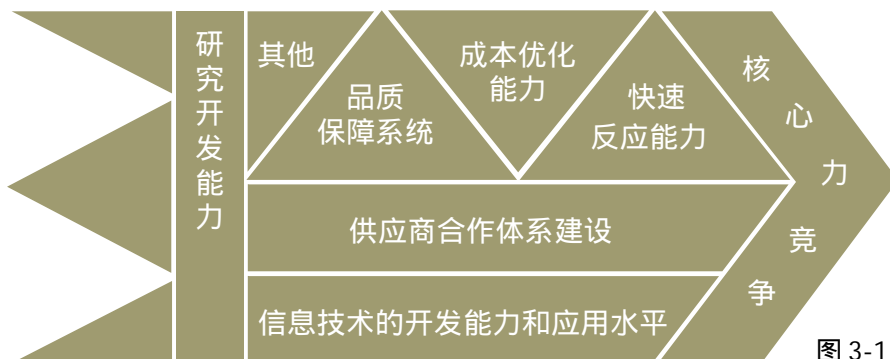 研究开发能力
其他
品质
保障系统
成本优化
能力
快速
反应能力
供应商合作体系建设
信息技术的开发能力和应用水平
核心力竞争
图 3-1